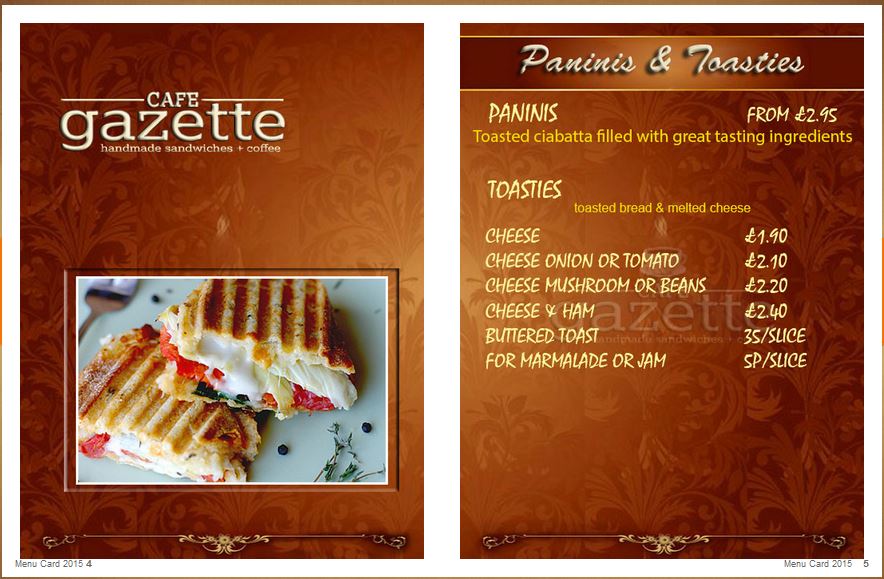 CAFE
gazette
handmade sandwiches + coffee
Menu Card 2015 4
Paninis & Toasties
PANINIS FROM £2.95
Toasted ciabatta filled with great tasting ingredients
TOASTIES
toasted bread & melted cheese
CHEESE £1.90
CHEESE ONION OR TOMATO £2.10
CHEESE MUSHROOM OR BEANS £2.20
CHEESE & HAM £2.40
BUTTERED TOAST 35/SLICE
FOR MARMALADE OR JAM 5P/SLICE
gazette
handmade sandwiches + c
Menu Card 2015 5